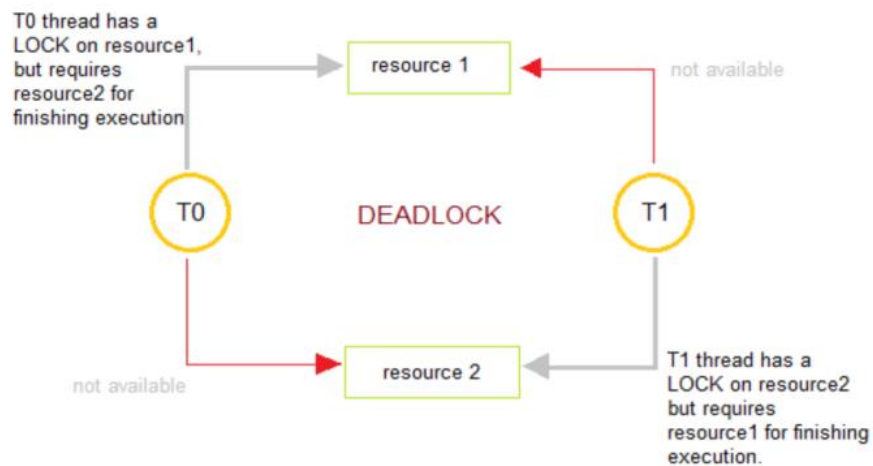 T0 thread has a
LOCK on resource1,
but requires
resource2 for
finishing execution
resource 1
not available
T0
DEADLOCK
T1
not available
resource 2
T1 thread has a
LOCK on resource2
but requires
resource1 for finishing
execution.